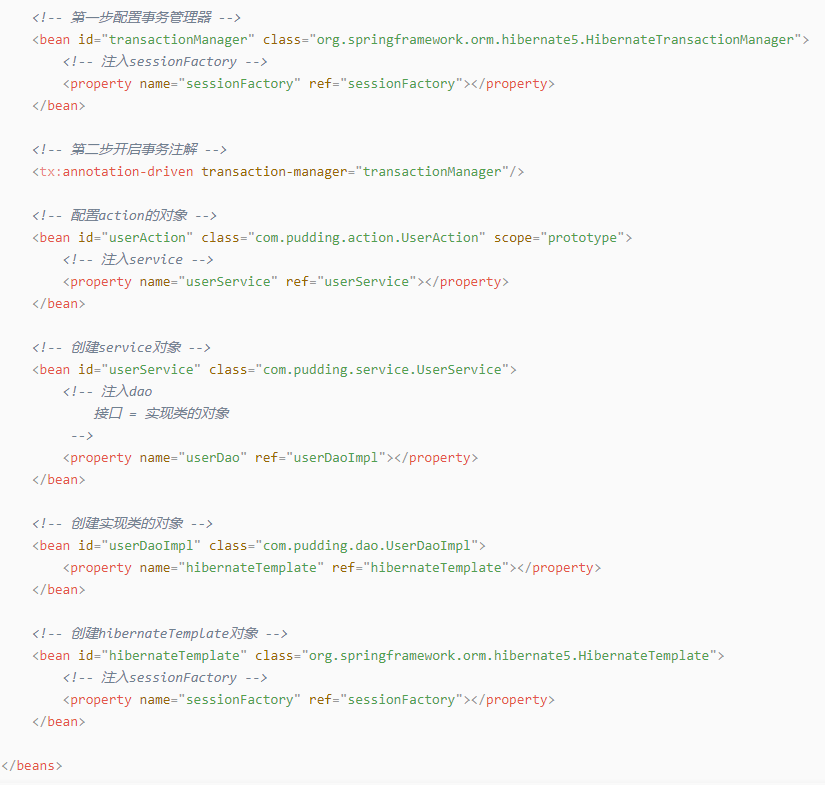 <!-- 第一步配置事务管理器 -->
<bean id="transactionManager" class="org.springframework.orm.hibernate5.HibernateTransactionManager">
<!-- 注入sessionFactory -->
<property name="sessionFactory" ref="sessionFactory"></property>
</bean>
<!-- 第二步开启事务注解 -->
<tx:annotation-driven transaction-manager="transactionManager"/>
<!-- 配置action的对象 -->
<bean id="userAction" class="com.pudding.action.UserAction" scope="prototype">
<!-- 注入service -->
<property name="userService" ref="userService"></property>
</bean>
<!-- 创建service对象 -->
<bean id="userService" class="com.pudding.service.UserService">
<!-- 注入dao
接口 = 实现类的对象
-->
<property name="userDao" ref="userDaoImpl"></property>
</bean>
<!-- 创建实现类的对象 -->
<bean id="userDaoImpl" class="com.pudding.dao.UserDaoImpl">
<property name="hibernateTemplate" ref="hibernateTemplate"></property>
</bean>
<!-- 创建hibernateTemplate对象 -->
<bean id="hibernateTemplate" class="org.springframework.orm.hibernate5.HibernateTemplate">
<!-- 注入sessionFactory -->
<property name="sessionFactory" ref="sessionFactory"></property>
</bean>
</beans>